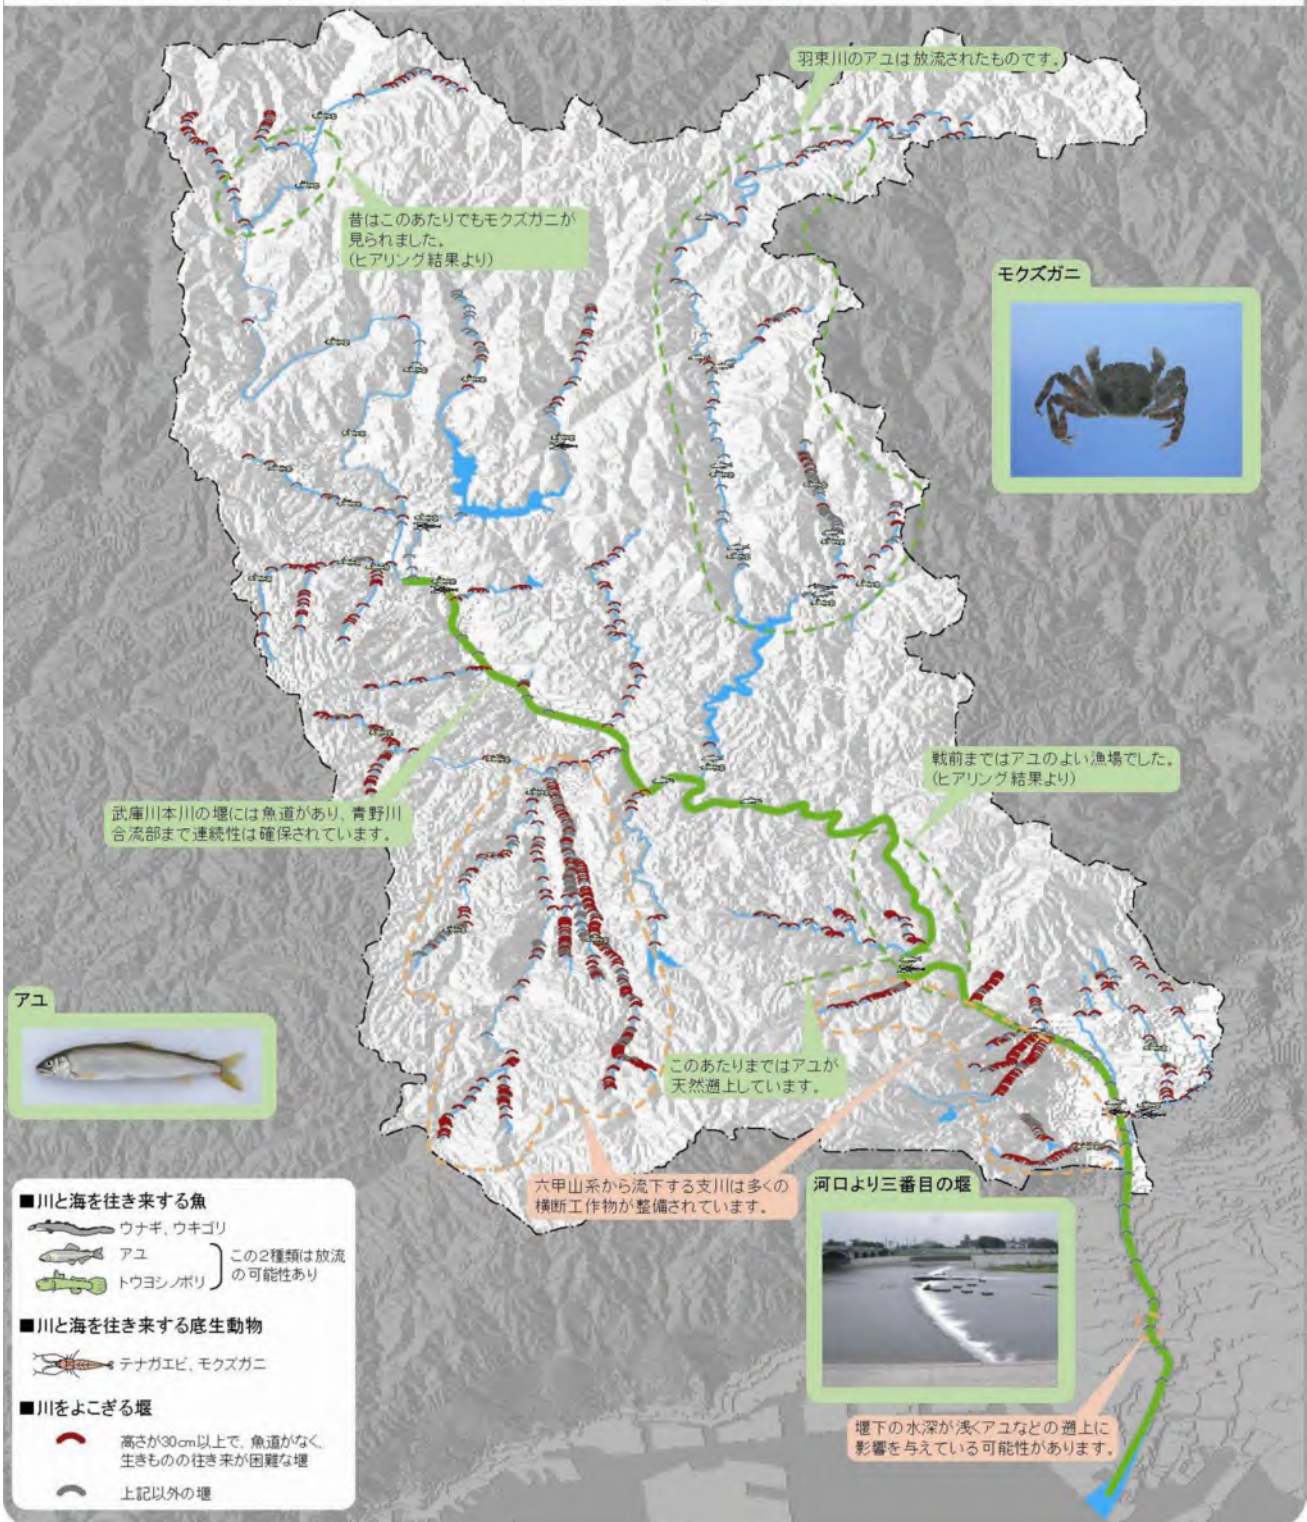 羽束川のアユは放流されたものです。
昔はこのあたりでもモクズガニが
見られました。
(ヒアリング結果より)
モクズガニ
戦前まではアユのよい漁場でした。
(ヒアリング結果より)
武庫川本川の堰には魚道があり、青野川
合流部まで連続性は確保されています。
アユ
このあたりまではアユが
天然遡上しています。
六甲山系から流下する支川は多くの
横断工作物が整備されています。
河口より三番目の堰
堰下の水深が浅くアユなどの遡上に
影響を与えている可能性があります。
■川と海を往き来する魚
ウナギ、ウキゴリ
アユ
トウヨシノボリ
この2種類は放流
の可能性あり
■川と海を往き来する底生動物
テナガエビ、モクズガニ
■川をよこぎる堰
高さが30cm以上で、魚道がなく、
生きものの往き来が困難な堰
上記以外の堰